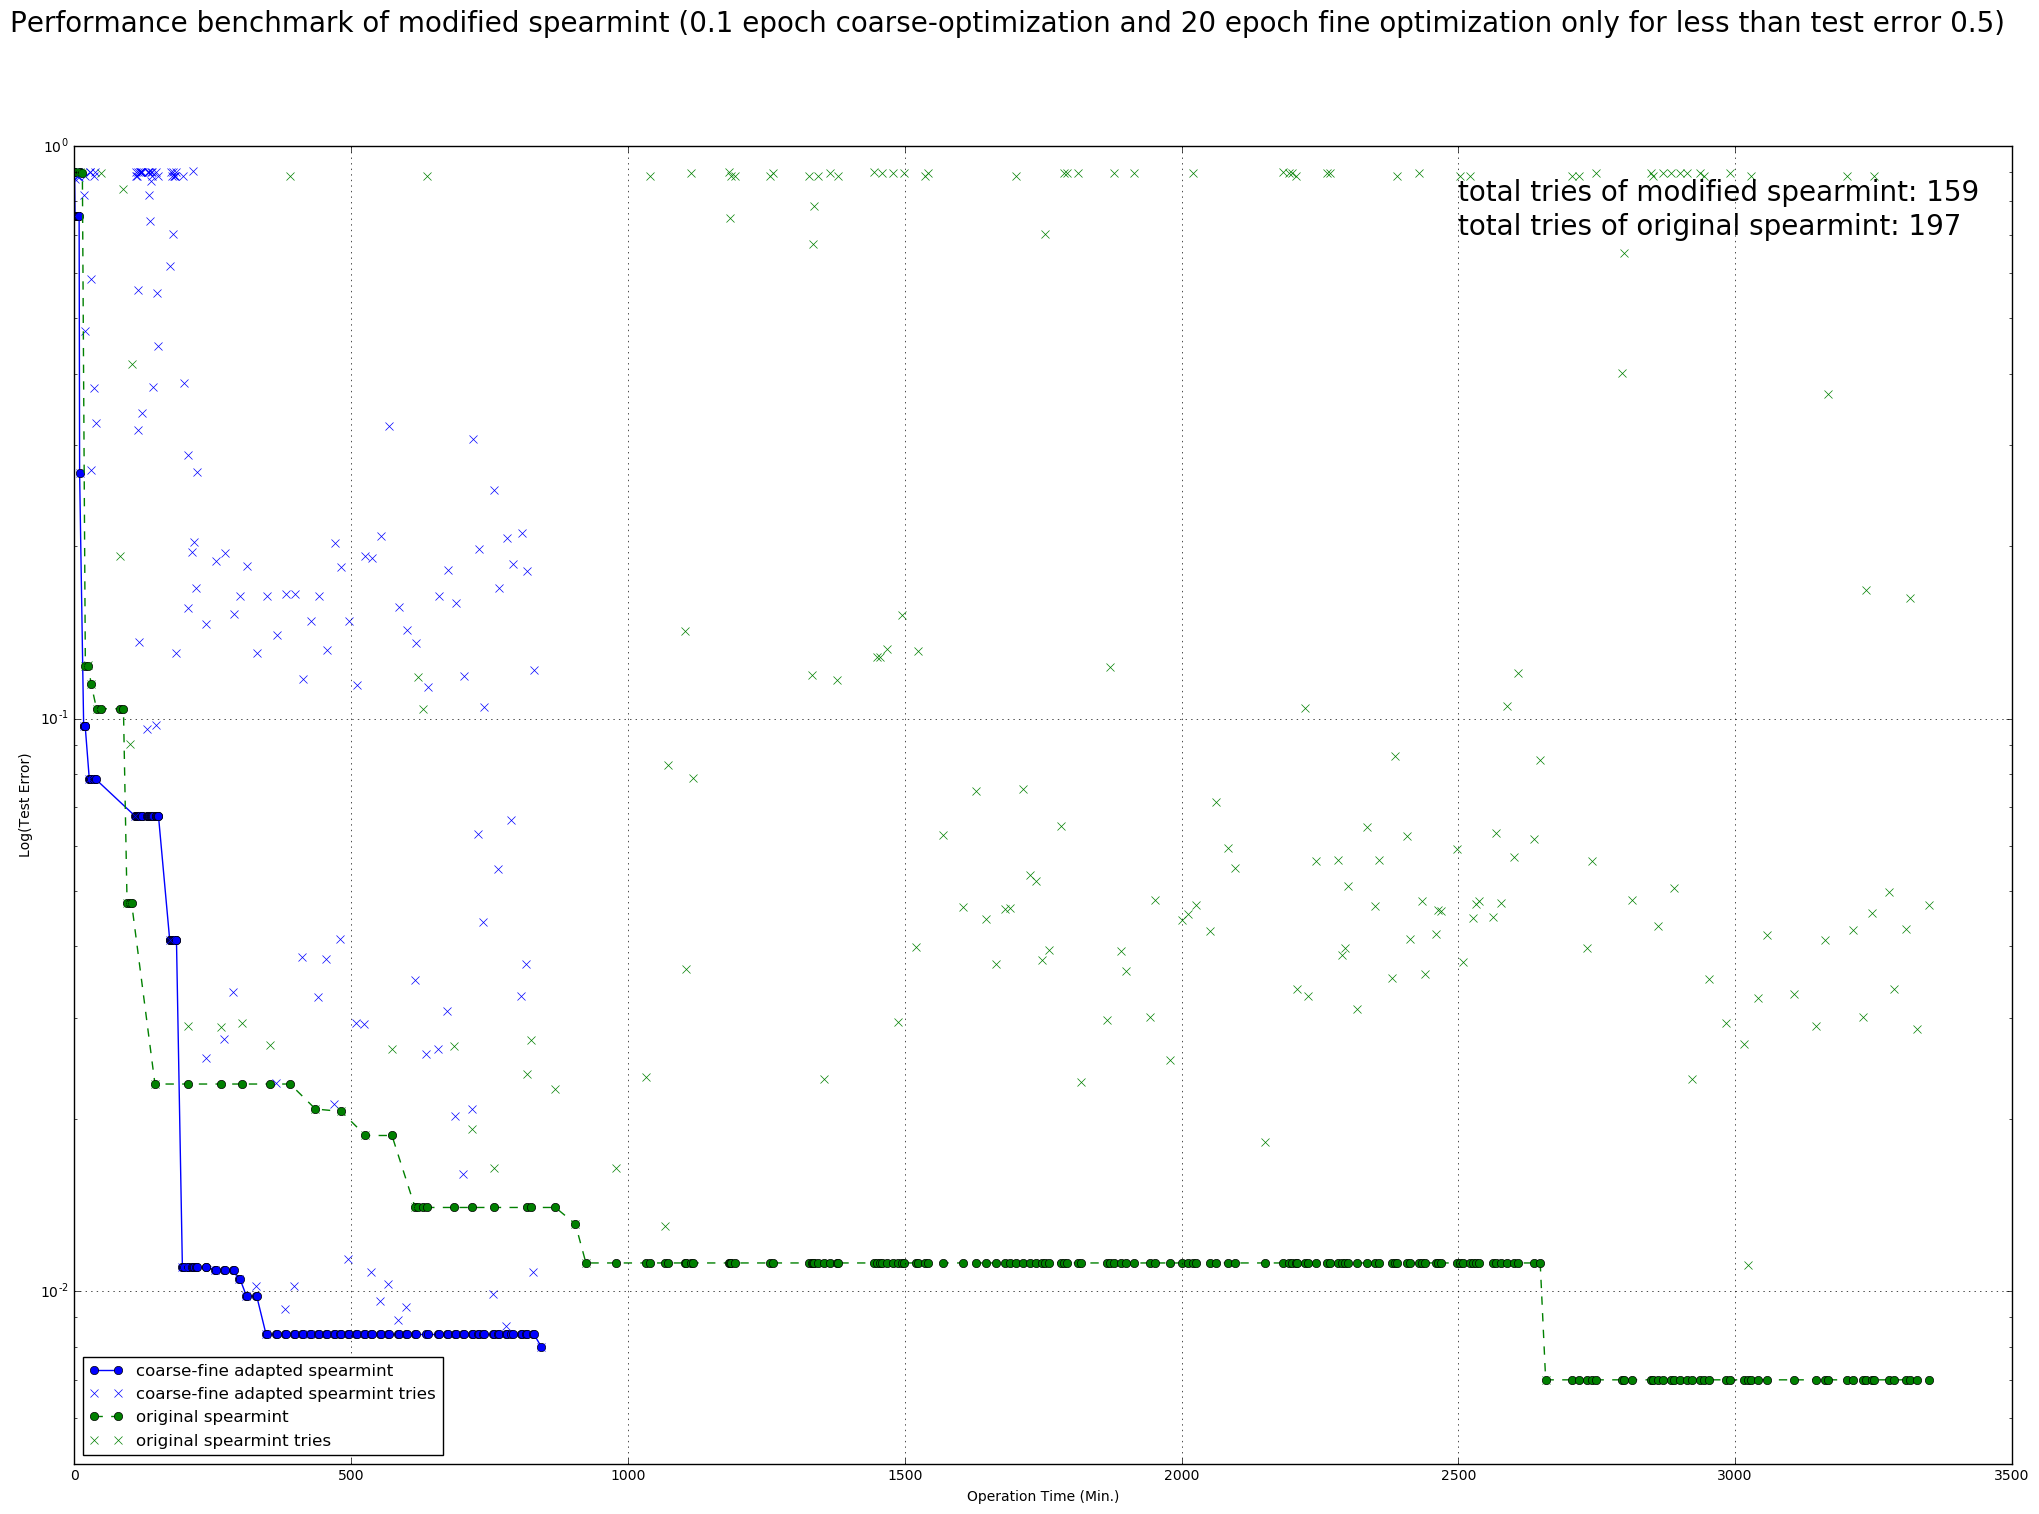 Performance benchmark of modified spearmint (0.1 epoch coarse-optimization and 20 epoch fine optimization only for less than test error 0.5)
10^0
total tries of modified spearmint: 159
total tries of original spearmint: 197
10^-1
Log(Test Error)
10^-2
coarse-fine adapted spearmint
coarse-fine adapted spearmint tries
original spearmint
original spearmint tries
0 500 1000 1500 2000 2500 3000 3500
Operation Time (Min.)